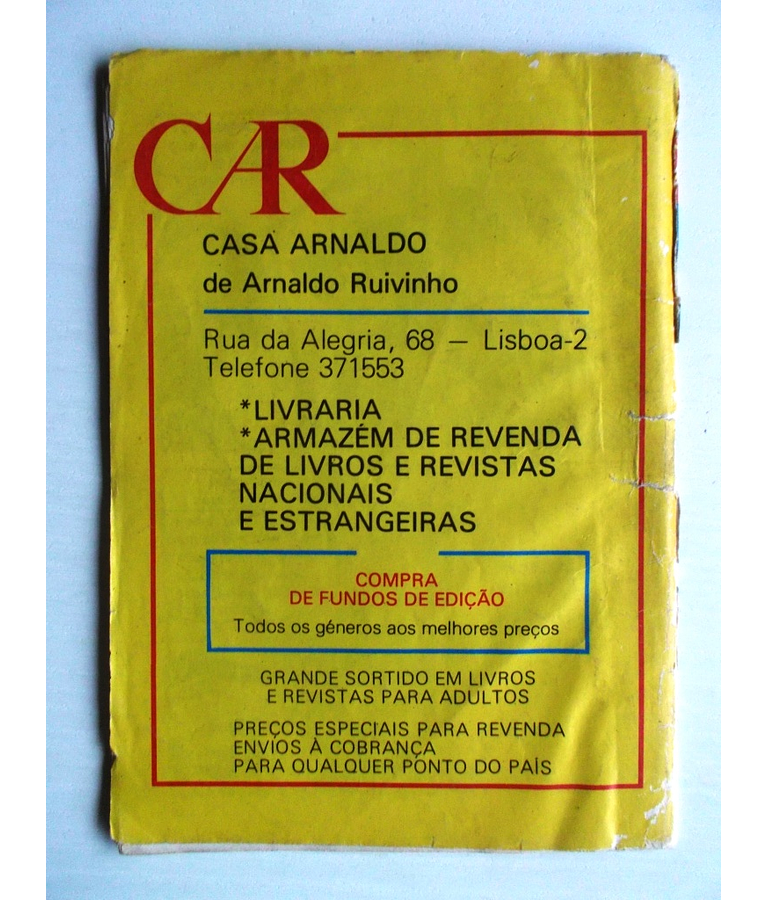 CAR
CASA ARNALDO
de Arnaldo Ruivinho
Rua da Alegria, 68 — Lisboa-2
Telefone 371553
*LIVRARIA
*ARMAZÉM DE REVENDA
DE LIVROS E REVISTAS
NACIONAIS
E ESTRANGEIRAS
COMPRA
DE FUNDOS DE EDIÇÃO
Todos os géneros aos melhores preços
GRANDE SORTIDO EM LIVROS
E REVISTAS PARA ADULTOS
PREÇOS ESPECIAIS PARA REVENDA
ENVIOS À COBRANÇA
PARA QUALQUER PONTO DO PAÍS